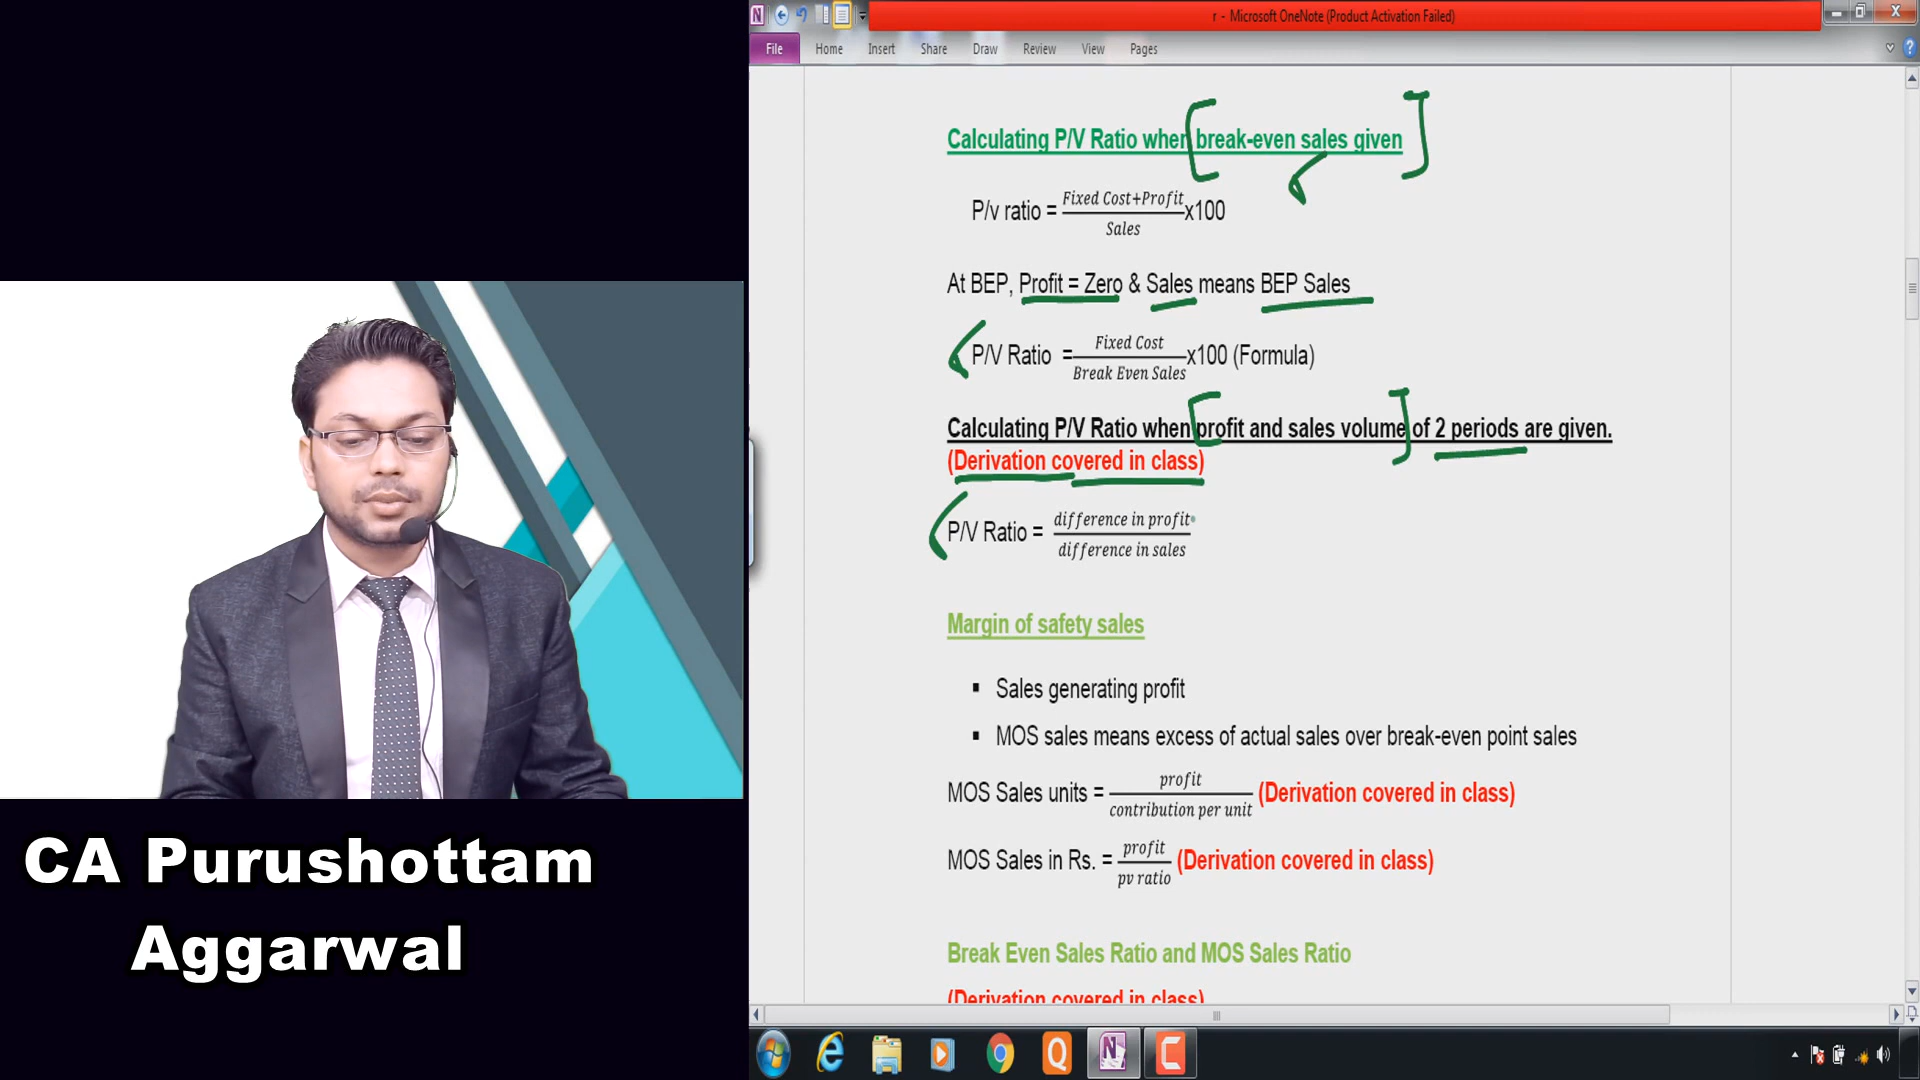 r - Microsoft OneNote (Product Activation Failed)
File Home Insert Share Draw Review View Pages
Calculating P/V Ratio when break-even sales given
P/v ratio = Fixed Cost+Profit / Sales x100
At BEP, Profit = Zero & Sales means BEP Sales
P/V Ratio = Fixed Cost / Break Even Sales x100 (Formula)
Calculating P/V Ratio when profit and sales volume of 2 periods are given.
(Derivation covered in class)
P/V Ratio = difference in profit / difference in sales
Margin of safety sales
▪ Sales generating profit
▪ MOS sales means excess of actual sales over break-even point sales
MOS Sales units = profit / contribution per unit (Derivation covered in class)
MOS Sales in Rs. = profit / pv ratio (Derivation covered in class)
Break Even Sales Ratio and MOS Sales Ratio
(Derivation covered in class)
CA Purushottam
Aggarwal